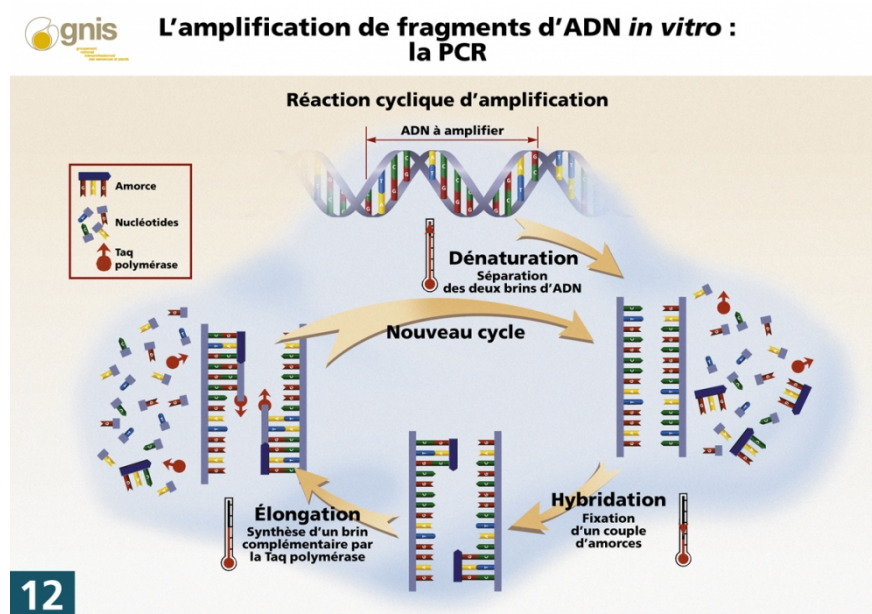 gnis
L'amplification de fragments d'ADN in vitro :
la PCR
Réaction cyclique d'amplification
ADN à amplifier
Amorce
Nucléotides
Taq
polymérase
Dénaturation
Séparation
des deux brins d'ADN
Nouveau cycle
Hybridation
Fixation
d'un couple
d'amorces
Élongation
Synthèse d'un brin
complémentaire par
la Taq polymérase
12